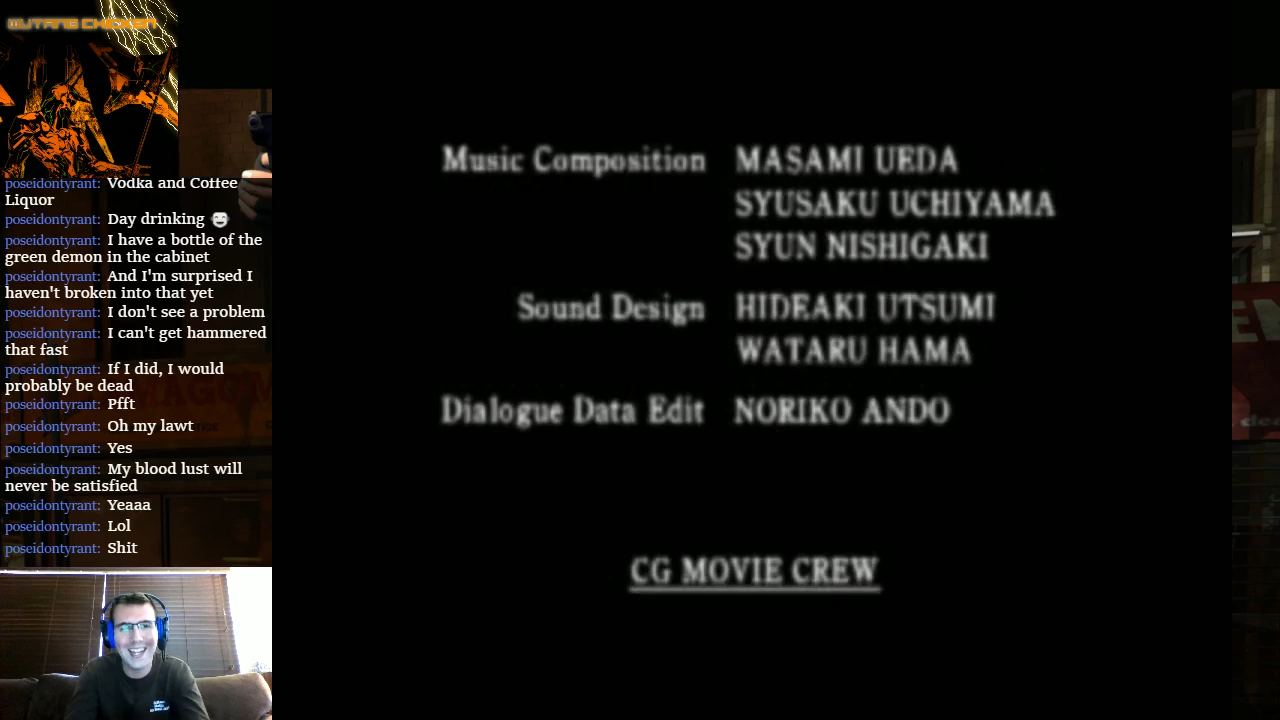 WUTANG CHICKEN
poseidontyrant: Vodka and Coffee
Liquor
poseidontyrant: Day drinking
poseidontyrant: I have a bottle of the
green demon in the cabinet
poseidontyrant: And I'm surprised I
haven't broken into that yet
poseidontyrant: I don't see a problem
poseidontyrant: I can't get hammered
that fast
poseidontyrant: If I did, I would
probably be dead
poseidontyrant: Pfft
poseidontyrant: Oh my lawt
poseidontyrant: Yes
poseidontyrant: My blood lust will
never be satisfied
poseidontyrant: Yeaaa
poseidontyrant: Lol
poseidontyrant: Shit
Music Composition MASAMI UEDA
SYUSAKU UCHIYAMA
SYUN NISHIGAKI
Sound Design HIDEAKI UTSUMI
WATARU HAMA
Dialogue Data Edit NORIKO ANDO
CG MOVIE CREW